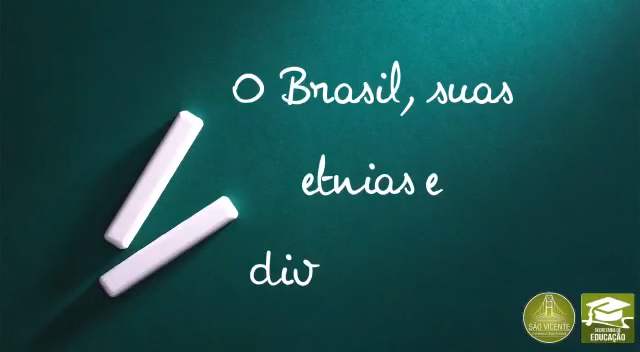 O Brasil, suas
etnias e
div
SÃO VICENTE
SECRETARIA DE
EDUCAÇÃO